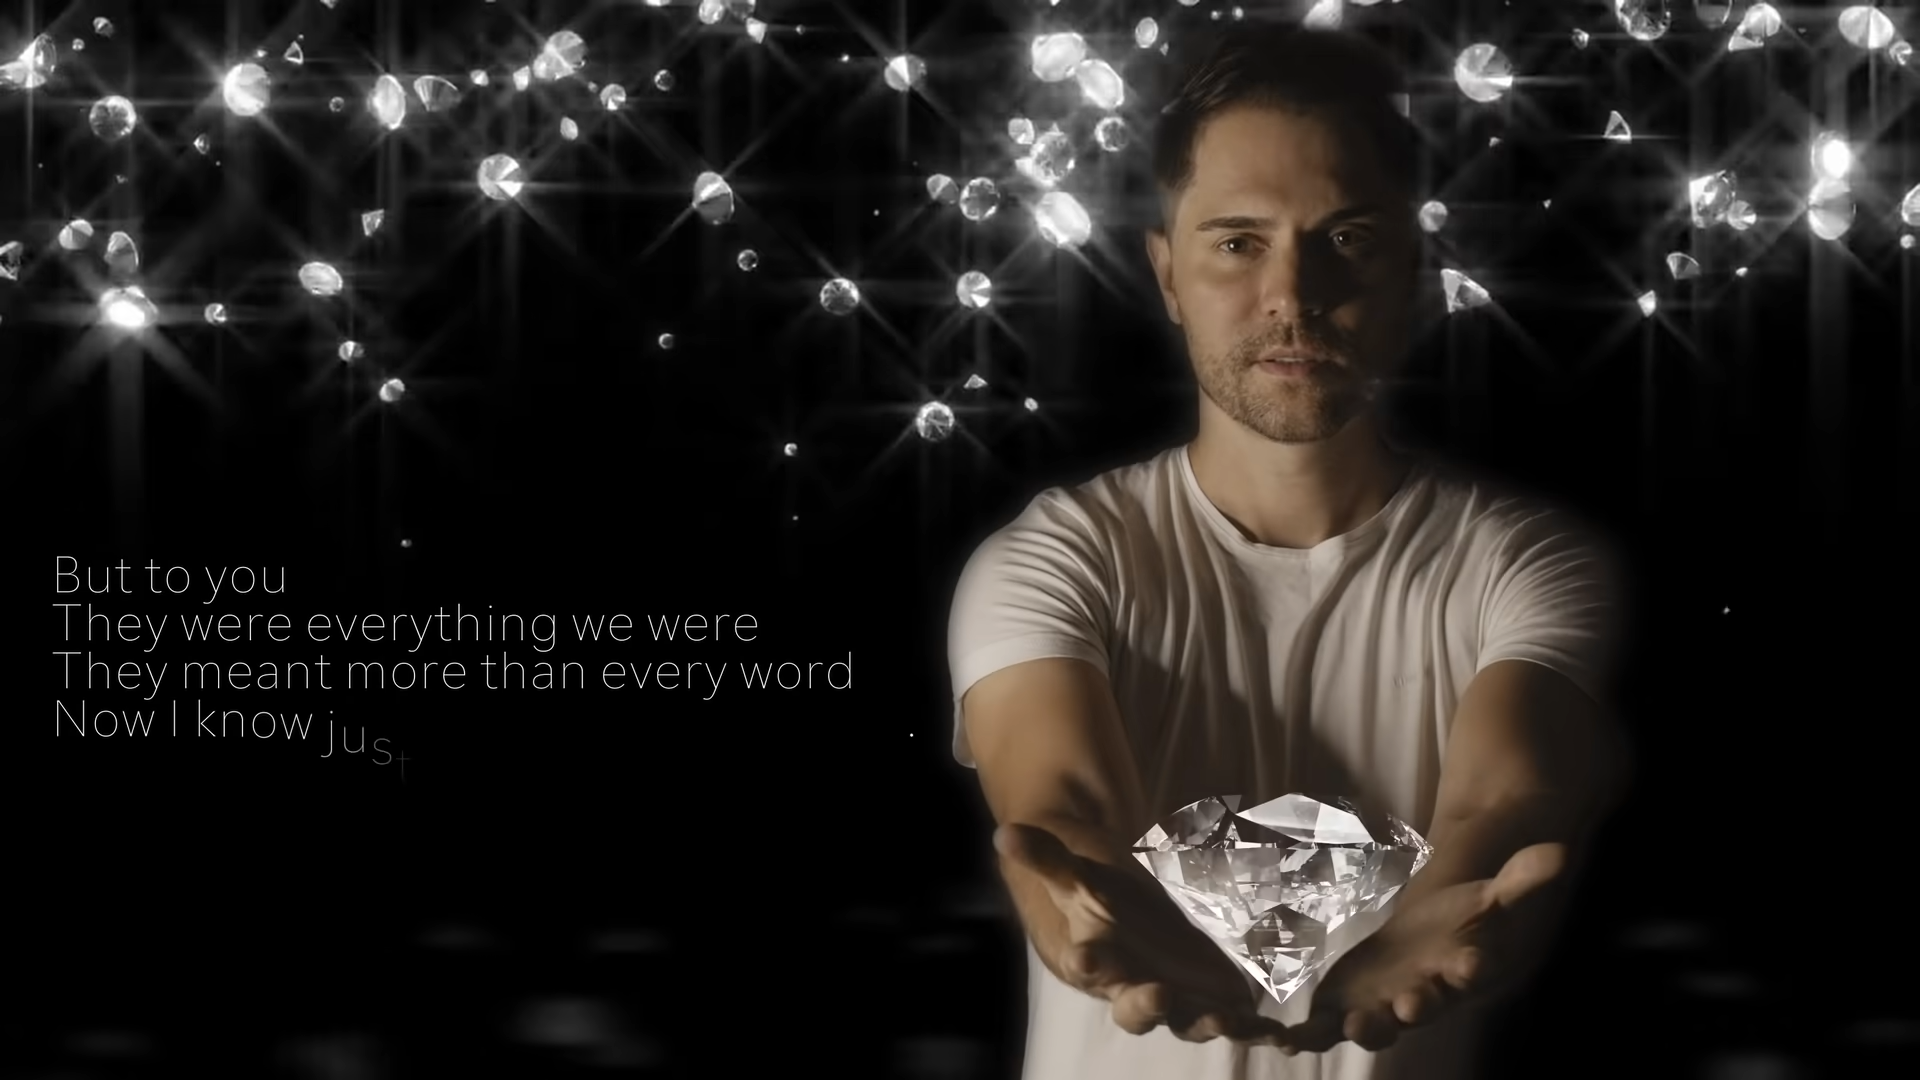 But to you
They were everything we were
They meant more than every word
Now I know just